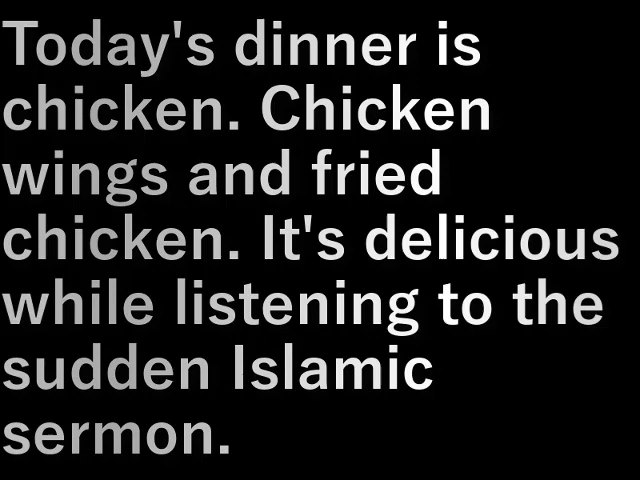 Today's dinner is
chicken. Chicken
wings and fried
chicken. It's delicious
while listening to the
sudden Islamic
sermon.